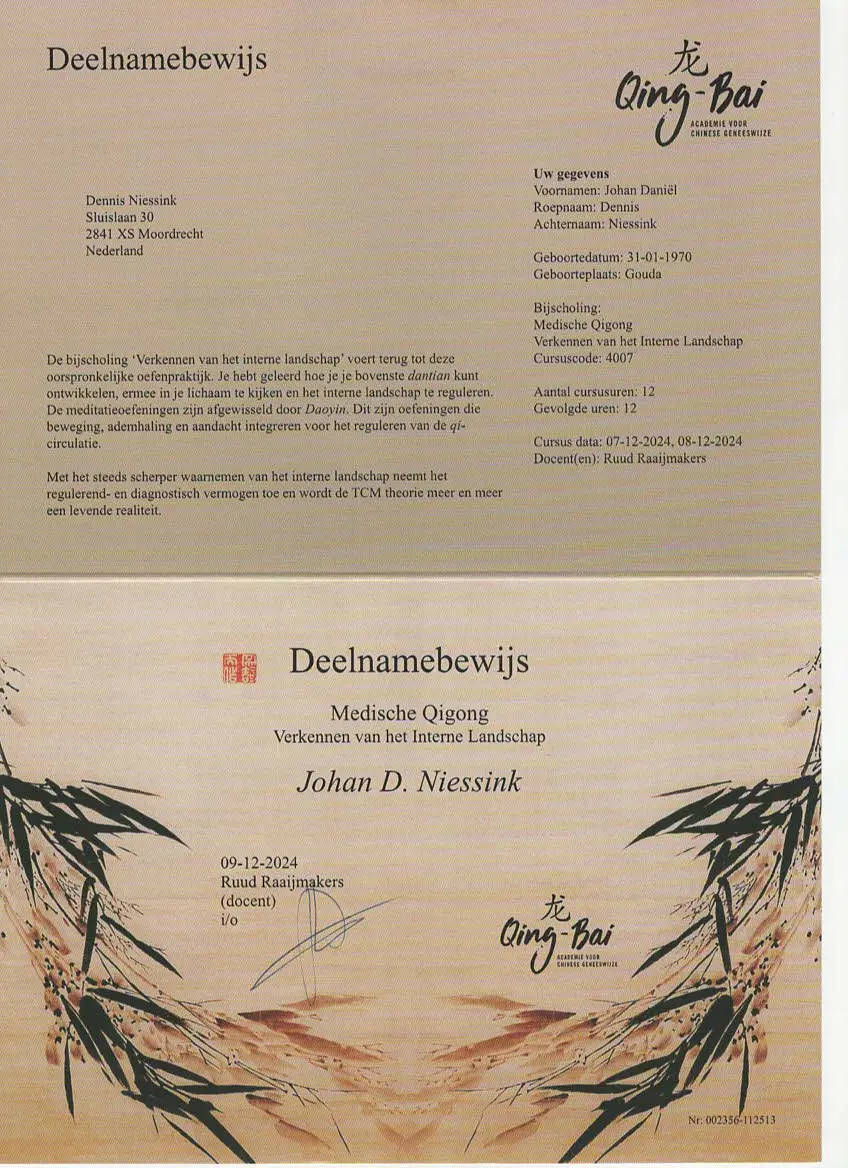 Deelnamebewijs
龙
Qing-Bai
ACADEMIE VOOR
CHINESE GENEESWIJZE
Dennis Niessink
Sluislaan 30
2841 XS Moordrecht
Nederland
Uw gegevens
Voornamen: Johan Daniël
Roepnaam: Dennis
Achternaam: Niessink
Geboortedatum: 31-01-1970
Geboorteplaats: Gouda
Bijscholing:
Medische Qigong
Verkennen van het Interne Landschap
Cursuscode: 4007
Aantal cursusuren: 12
Gevolgde uren: 12
Cursus data: 07-12-2024, 08-12-2024
Docent(en): Ruud Raaijmakers
De bijscholing ‘Verkennen van het interne landschap’ voert terug tot deze
oorspronkelijke oefenpraktijk. Je hebt geleerd hoe je je bovenste dantian kunt
ontwikkelen, ermee in je lichaam te kijken en het interne landschap te reguleren.
De meditatieoefeningen zijn afgewisseld door Daoyin. Dit zijn oefeningen die
beweging, ademhaling en aandacht integreren voor het reguleren van de qi-
circulatie.
Met het steeds scherper waarnemen van het interne landschap neemt het
regulerend- en diagnostisch vermogen toe en wordt de TCM theorie meer en meer
een levende realiteit.
Deelnamebewijs
Medische Qigong
Verkennen van het Interne Landschap
Johan D. Niessink
09-12-2024
Ruud Raaijmakers
(docent)
i/o
龙
Qing-Bai
ACADEMIE VOOR
CHINESE GENEESWIJZE
Nr: 002356-112513